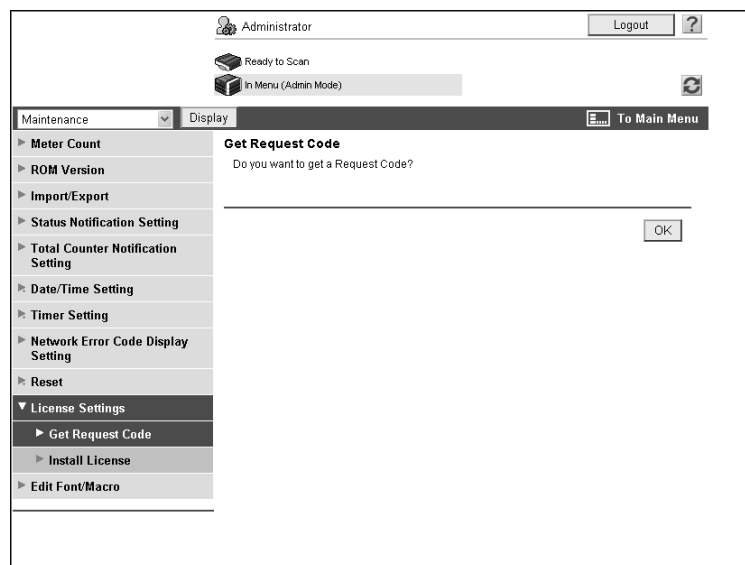 Administrator
Logout
?
Ready to Scan
In Menu (Admin Mode)
Maintenance
Display
To Main Menu
Meter Count
ROM Version
Import/Export
Status Notification Setting
Total Counter Notification
Setting
Date/Time Setting
Timer Setting
Network Error Code Display
Setting
Reset
License Settings
Get Request Code
Install License
Edit Font/Macro
Get Request Code
Do you want to get a Request Code?
OK